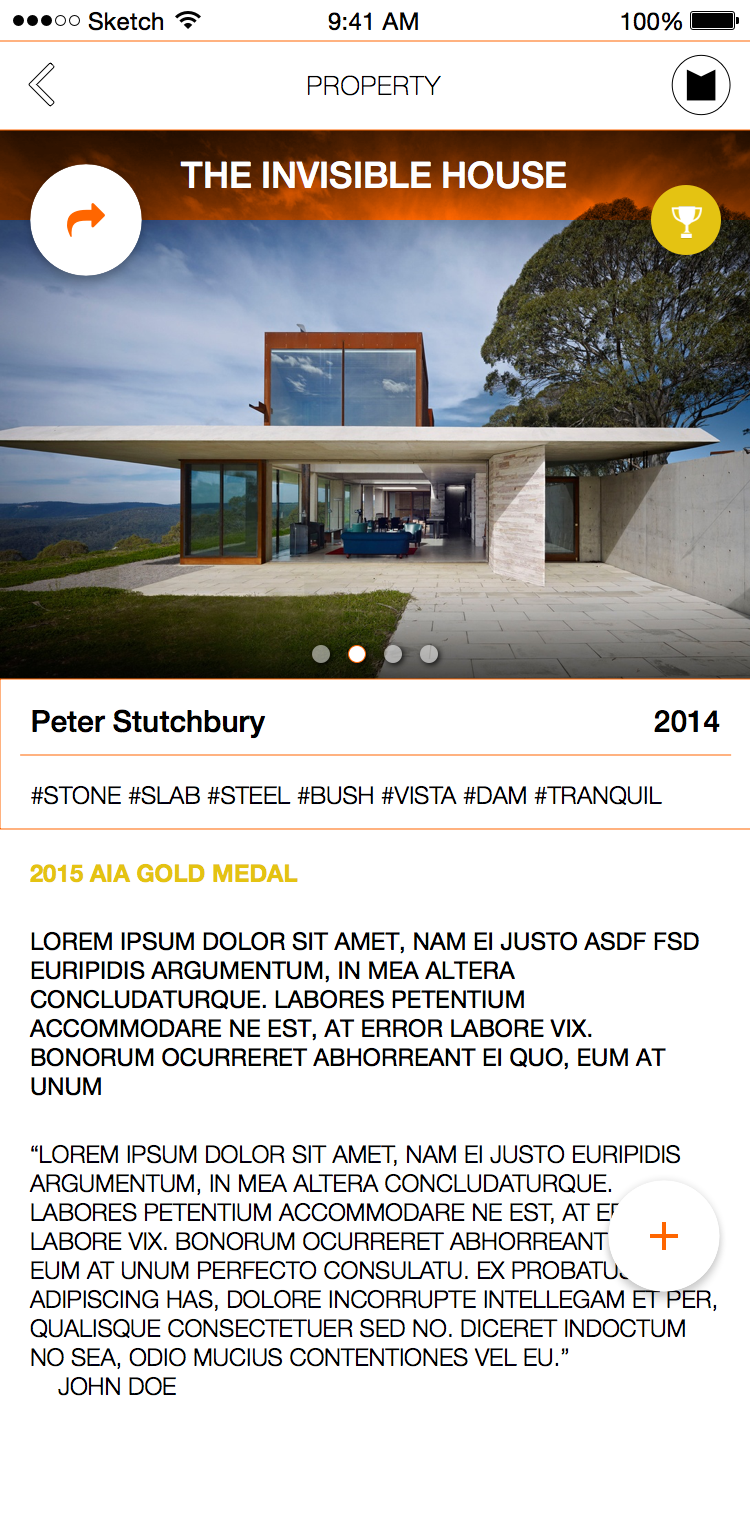 Sketch 9:41 AM 100%
PROPERTY
THE INVISIBLE HOUSE
Peter Stutchbury 2014
#STONE #SLAB #STEEL #BUSH #VISTA #DAM #TRANQUIL
2015 AIA GOLD MEDAL
LOREM IPSUM DOLOR SIT AMET, NAM EI JUSTO ASDF FSD
EURIPIDIS ARGUMENTUM, IN MEA ALTERA
CONCLUDATURQUE. LABORES PETENTIUM
ACCOMMODARE NE EST, AT ERROR LABORE VIX.
BONORUM OCURRERET ABHORREANT EI QUO, EUM AT
UNUM
“LOREM IPSUM DOLOR SIT AMET, NAM EI JUSTO EURIPIDIS
ARGUMENTUM, IN MEA ALTERA CONCLUDATURQUE.
LABORES PETENTIUM ACCOMMODARE NE EST, AT
LABORE VIX. BONORUM OCURRERET ABHORREANT
EUM AT UNUM PERFECTO CONSULATU. EX
ADIPISCING HAS, DOLORE INCORRUPTE INTELLEGAM ET PER,
QUALISQUE CONSECTETUER SED NO. DICERET INDOCTUM
NO SEA, ODIO MUCIUS CONTENTIONES VEL EU.”
JOHN DOE